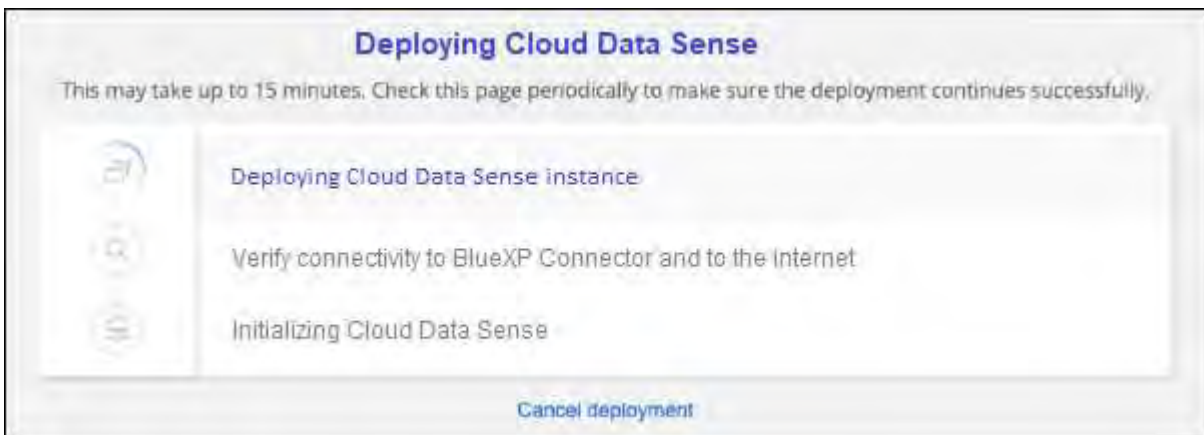 Deploying Cloud Data Sense
This may take up to 15 minutes. Check this page periodically to make sure the deployment continues successfully.
Deploying Cloud Data Sense instance
Verify connectivity to BlueXP Connector and to the Internet
Initializing Cloud Data Sense
Cancel deployment